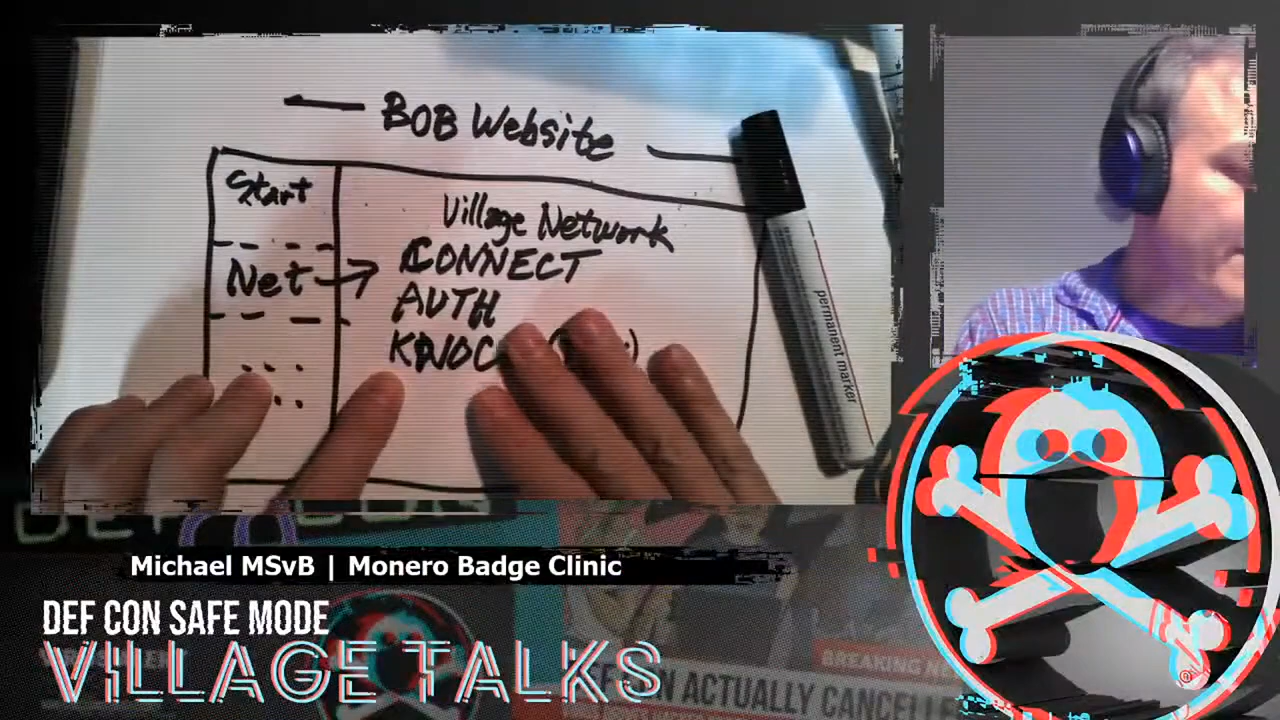 BOB Website
Start
Village Network
CONNECT
Net
AUTH
permanent marker
Michael MSvB | Monero Badge Clinic
DEF CON SAFE MODE
VILLAGE TALKS
BREAKING
ACTUALLY